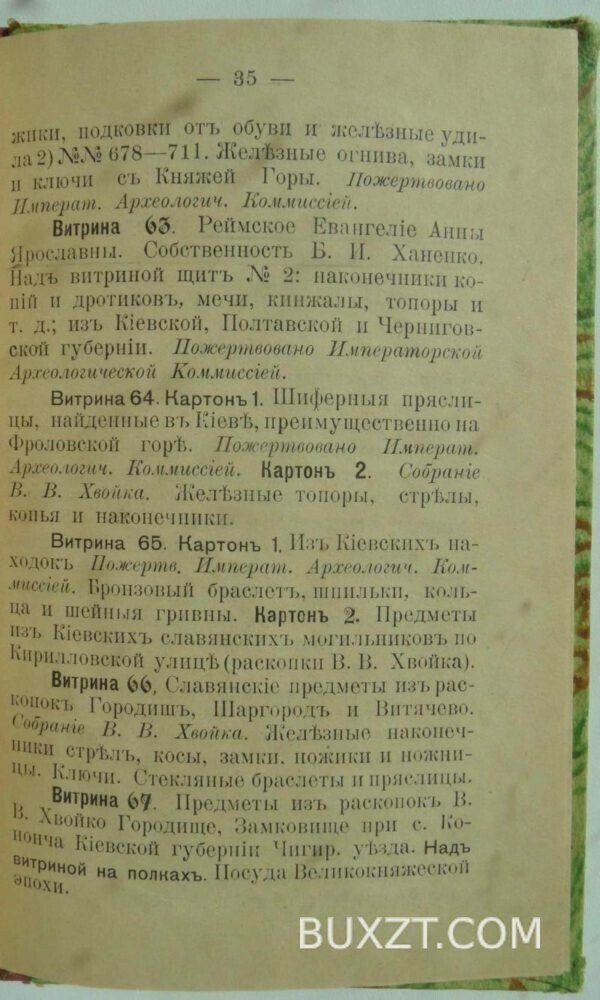 — 35 —
жики, подковки отъ обуви и желѣзные уди-
ла 2) №№ 678—711. Желѣзные огнива, замки
и ключи съ Княжей Горы. Пожертвовано
Императ. Археологич. Коммиссіей.
Витрина 63. Реймское Евангеліе Анны
Ярославны. Собственность Б. И. Ханенко.
Надъ витриной щитъ № 2: наконечники ко-
пій и дротиковъ, мечи, кинжалы, топоры и
т. д.; изъ Кіевской, Полтавской и Чернигов-
ской губерніи. Пожертвовано Императорской
Археологической Коммиссіей.
Витрина 64. Картонъ 1. Шиферныя прясли-
цы, найденные въ Кіевѣ, преимущественно на
Фроловской горѣ. Пожертвовано Императ.
Археологич. Коммиссіей. Картонъ 2. Собраніе
В. В. Хвойка. Желѣзные топоры, стрѣлы,
копья и наконечники.
Витрина 65. Картонъ 1. Изъ Кіевскихъ на-
ходокъ Пожертв. Императ. Археологич. Ком-
миссіей. Бронзовый браслетъ, шпильки, коль-
ца и шейныя гривны. Картонъ 2. Предметы
изъ Кіевскихъ славянскихъ могильниковъ по
Кирилловской улицѣ (раскопки В. В. Хвойка).
Витрина 66, Славянскіе предметы изъ рас-
копокъ Городищъ, Шаргородъ и Витячево.
Собраніе В. В. Хвойка. Желѣзные наконеч-
ники стрѣлъ, косы, замки. ножики и ножни-
цы. Ключи. Стекляные браслеты и пряслицы.
Витрина 67. Предметы изъ раскопокъ В.
В. Хвойко Городище, Замковище при с. Ко-
нонча Кіевской губерніи Чигир. уѣзда. Надъ
витриной на полкахъ. Посуда Великокняжеской
эпохи.
BUXZT.COM